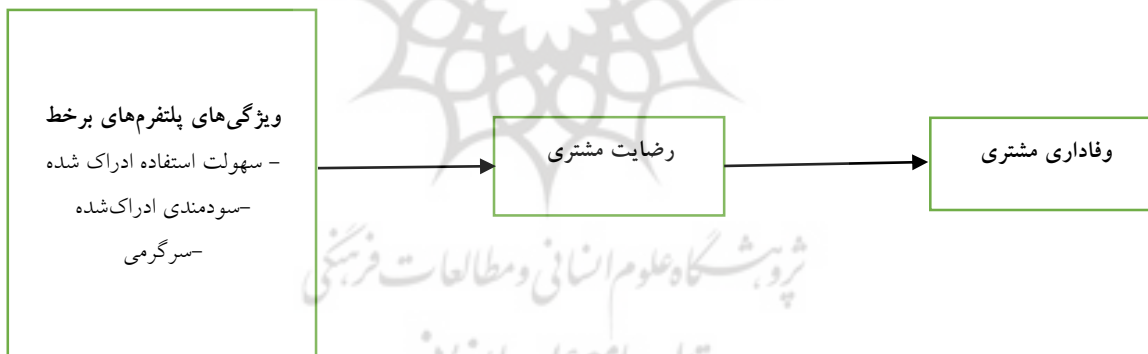 ویژگی‌های پلتفرم‌های برخط
- سهولت استفاده ادراک شده
-سودمندی ادراک‌شده
-سرگرمی
رضایت مشتری
وفاداری مشتری
پژوهشگاه علوم انسانی و مطالعات فرهنگی